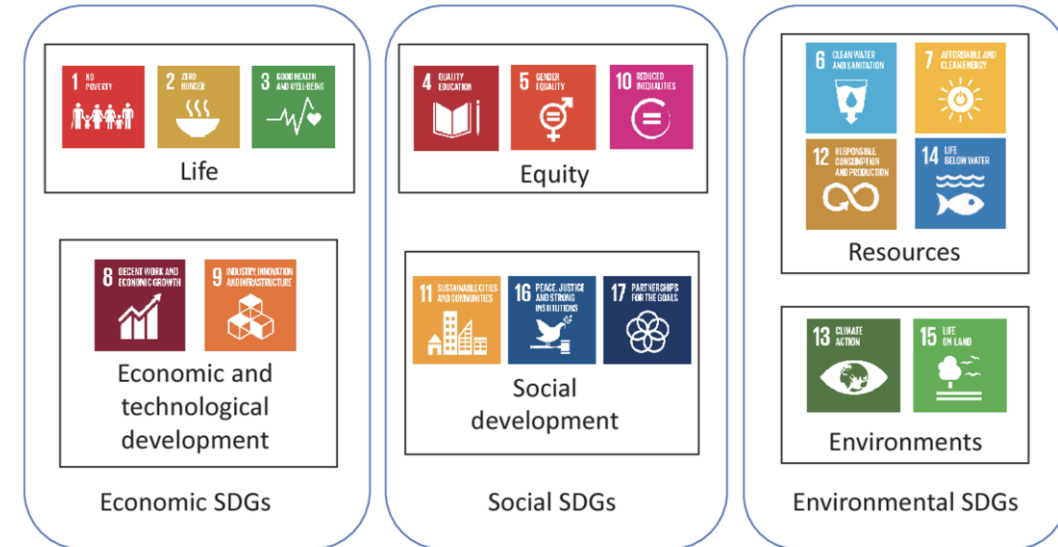 1 NO
POVERTY
2 ZERO
HUNGER
3 GOOD HEALTH
AND WELL-BEING
Life
8 DECENT WORK AND
ECONOMIC GROWTH
9 INDUSTRY, INNOVATION
AND INFRASTRUCTURE
Economic and
technological
development
Economic SDGs
4 QUALITY
EDUCATION
5 GENDER
EQUALITY
10 REDUCED
INEQUALITIES
Equity
11 SUSTAINABLE CITIES
AND COMMUNITIES
16 PEACE, JUSTICE
AND STRONG
INSTITUTIONS
17 PARTNERSHIPS
FOR THE GOALS
Social
development
Social SDGs
6 CLEAN WATER
AND SANITATION
7 AFFORDABLE AND
CLEAN ENERGY
12 RESPONSIBLE
CONSUMPTION
AND PRODUCTION
14 LIFE
BELOW WATER
Resources
13 CLIMATE
ACTION
15 LIFE
ON LAND
Environments
Environmental SDGs